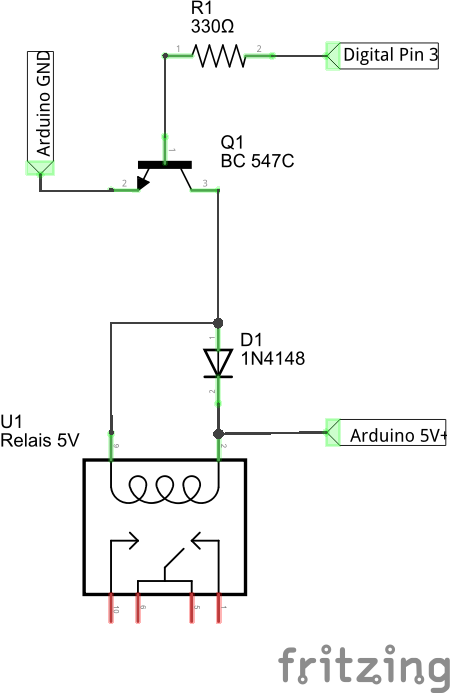 R1
330Ω
1
2
Digital Pin 3
Arduino GND
Q1
BC 547C
1
2
3
1
D1
1N4148
2
U1
Relais 5V
9
2
Arduino 5V+
10
6
5
1
fritzing